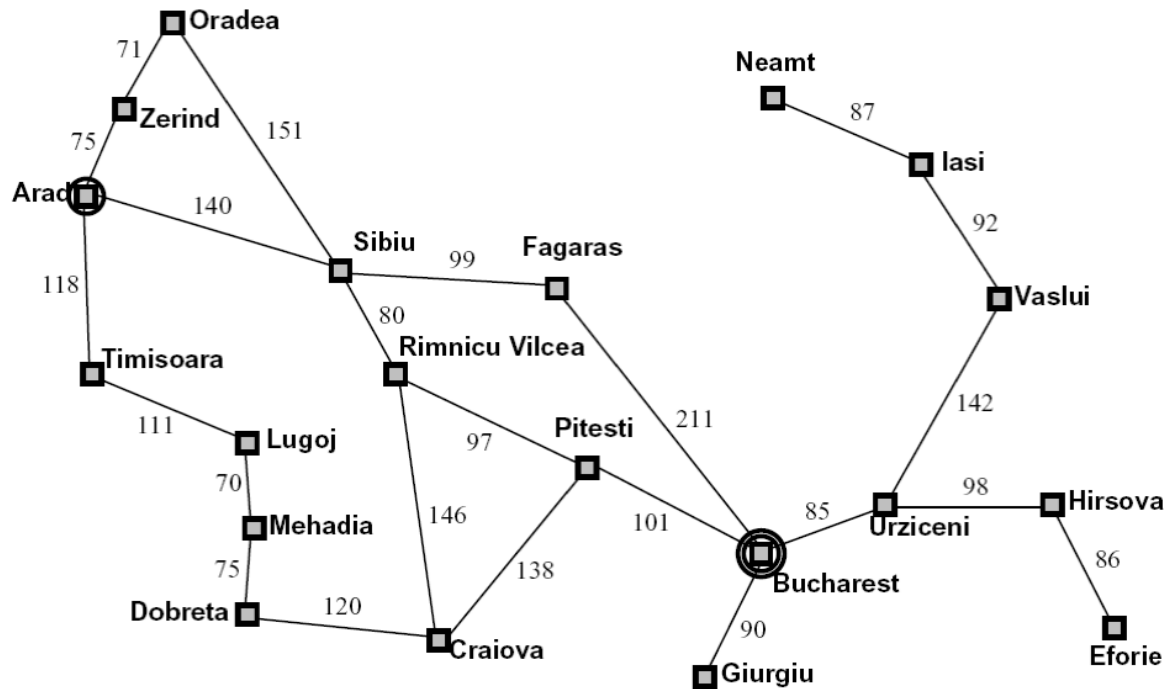 Oradea
71
Neamt
Zerind
87
75
151
Iasi
Arad
140
92
Sibiu
Fagaras
99
118
Vaslui
80
Timisoara
Rimnicu Vilcea
142
111
211
Lugoj
97
Pitesti
70
98
Hirsova
146
85
Mehadia
101
Urziceni
75
138
86
Bucharest
Dobreta
120
90
Craiova
Eforie
Giurgiu